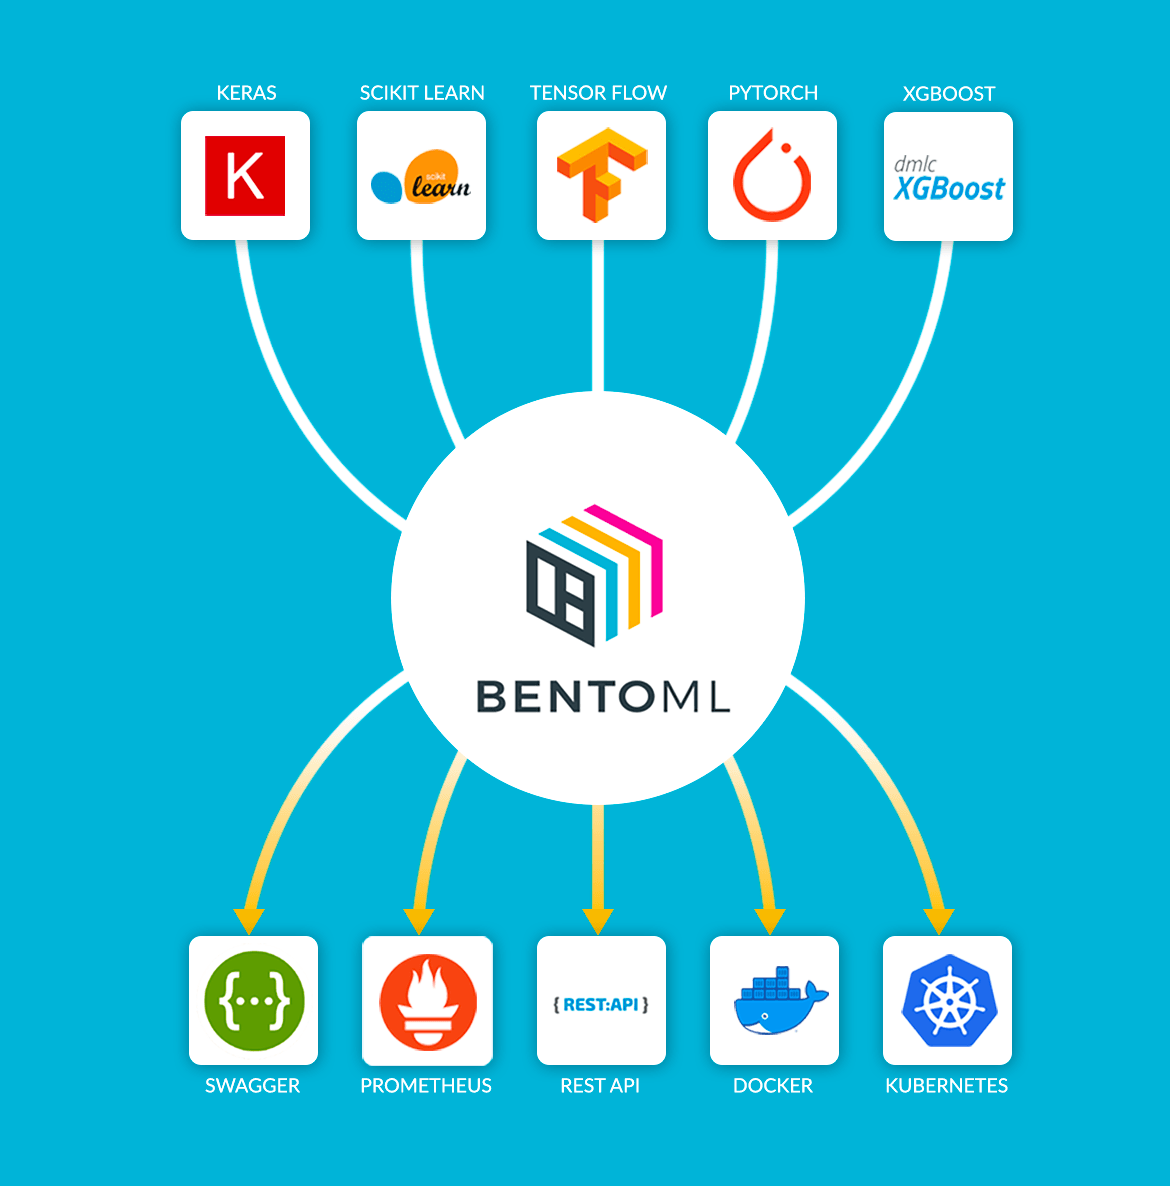 KERAS
SCIKIT LEARN
TENSOR FLOW
PYTORCH
XGBOOST
K
scikit
learn
dmlc
XGBoost
BENTOML
{···}
{ REST:API }
SWAGGER
PROMETHEUS
REST API
DOCKER
KUBERNETES